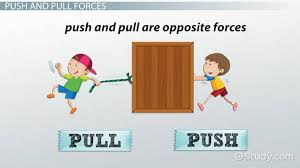 PUSH AND PULL FORCES
push and pull are opposite forces
PULL
PUSH
Study.com